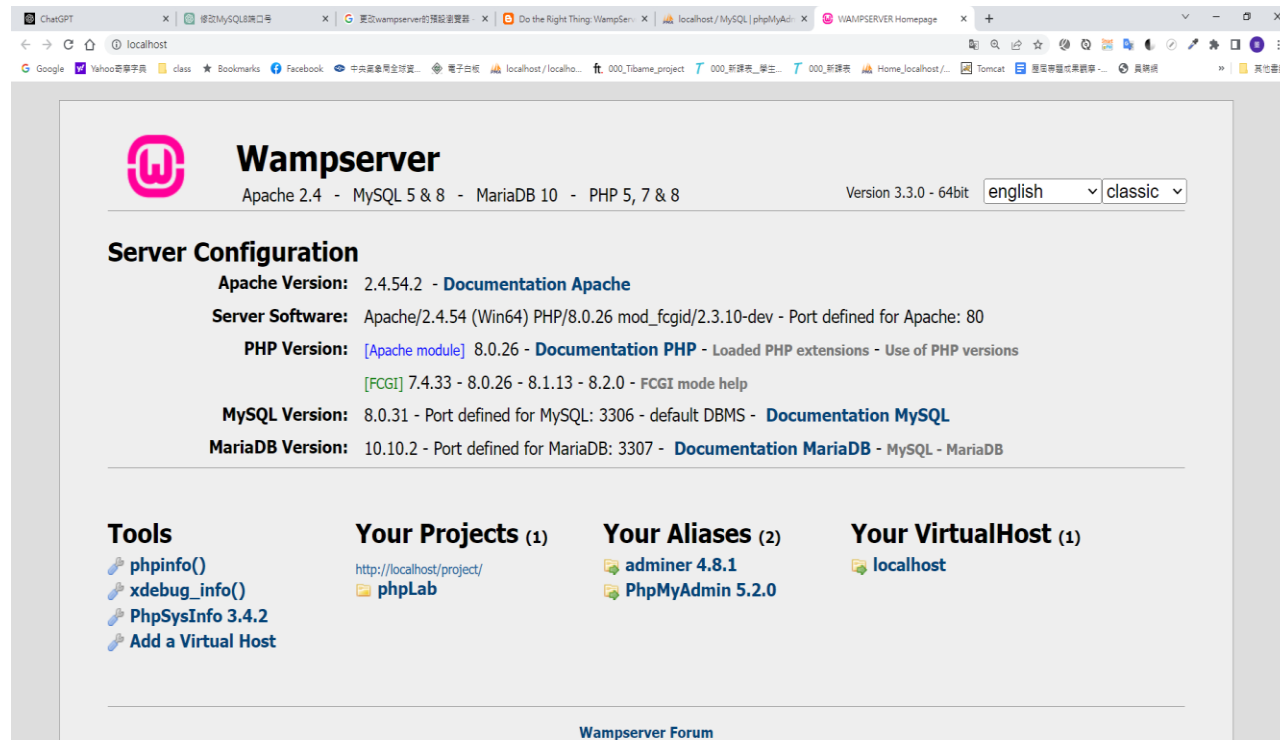 ChatGPT
修改MySQL8端口号
更改wampserver的預設瀏覽器 -
Do the Right Thing: WampServ
localhost / MySQL | phpMyAdm
WAMPSERVER Homepage
localhost
Google
Yahoo奇摩字典
class
Bookmarks
Facebook
中央氣象局全球資...
電子白板
localhost / localho...
000_Tibame_project
000_新課表_學生...
000_新課表
Home_localhost /...
Tomcat
歷屆專題成果觀摩 -...
»
其他書
Wampserver
Apache 2.4 - MySQL 5 & 8 - MariaDB 10 - PHP 5, 7 & 8
Version 3.3.0 - 64bit english classic
Server Configuration
Apache Version: 2.4.54.2 - Documentation Apache
Server Software: Apache/2.4.54 (Win64) PHP/8.0.26 mod_fcgid/2.3.10-dev - Port defined for Apache: 80
PHP Version: [Apache module] 8.0.26 - Documentation PHP - Loaded PHP extensions - Use of PHP versions
[FCGI] 7.4.33 - 8.0.26 - 8.1.13 - 8.2.0 - FCGI mode help
MySQL Version: 8.0.31 - Port defined for MySQL: 3306 - default DBMS - Documentation MySQL
MariaDB Version: 10.10.2 - Port defined for MariaDB: 3307 - Documentation MariaDB - MySQL - MariaDB
Tools
phpinfo()
xdebug_info()
PhpSysInfo 3.4.2
Add a Virtual Host
Your Projects (1)
http://localhost/project/
phpLab
Your Aliases (2)
adminer 4.8.1
PhpMyAdmin 5.2.0
Your VirtualHost (1)
localhost
Wampserver Forum